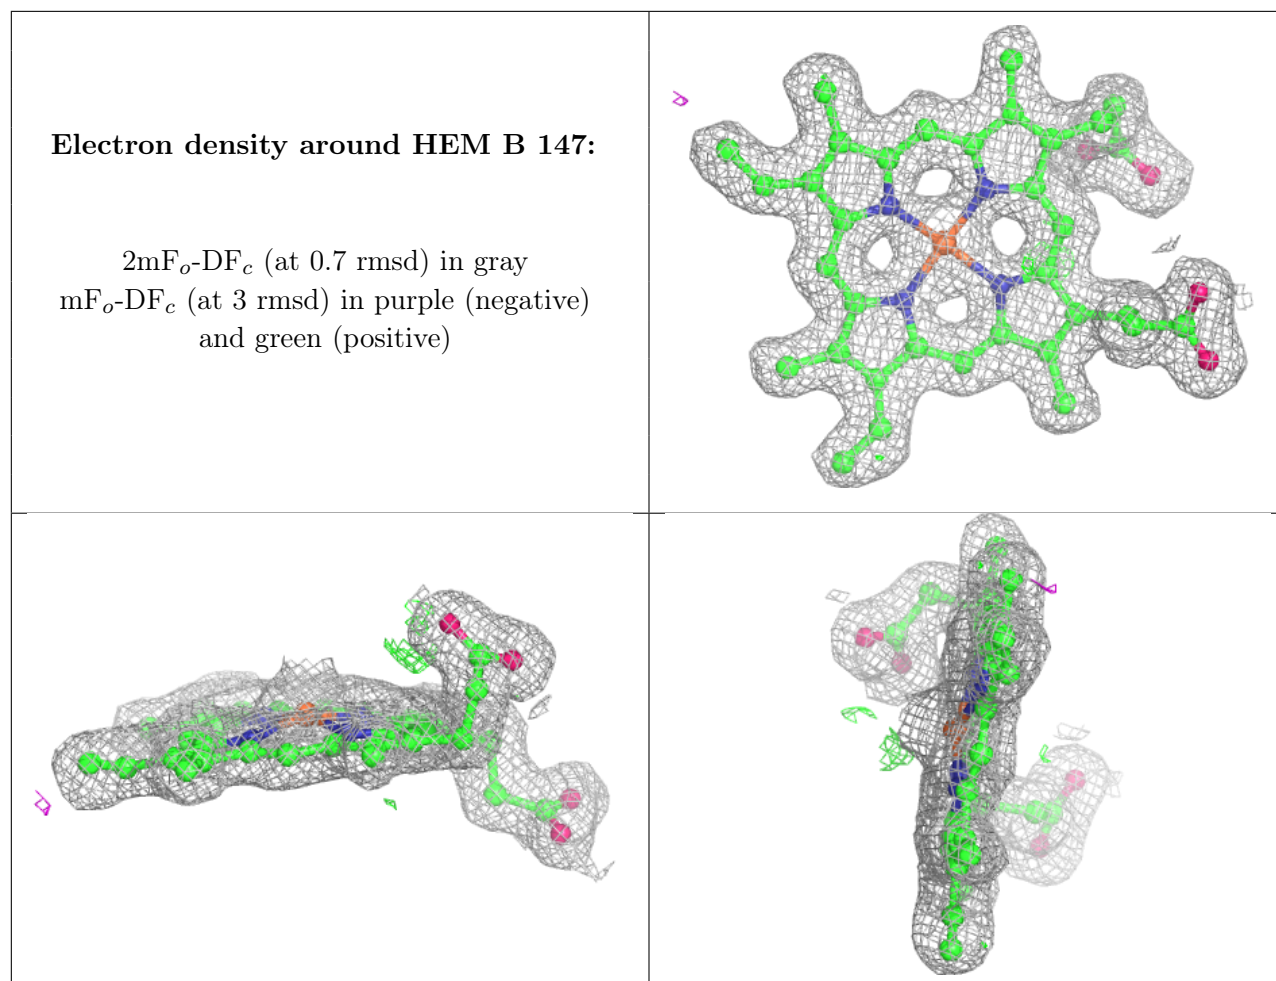 Electron density around HEM B 147:
2mFₒ-DF𝒸 (at 0.7 rmsd) in gray
mFₒ-DF𝒸 (at 3 rmsd) in purple (negative)
and green (positive)